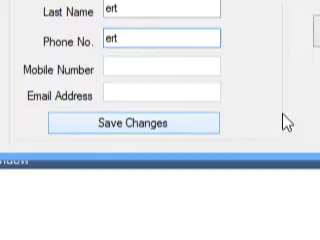 Last Name ert
Phone No. ert
Mobile Number
Email Address
Save Changes